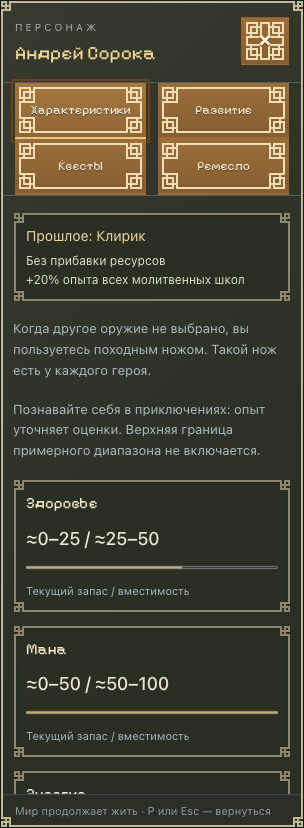 ПЕРСОНАЖ
Андрей Сорока
Характеристики
Развитие
Квесты
Ремесло
Прошлое: Клирик
Без прибавки ресурсов
+20% опыта всех молитвенных школ
Когда другое оружие не выбрано, вы
пользуетесь походным ножом. Такой нож
есть у каждого героя.
Познавайте себя в приключениях: опыт
уточняет оценки. Верхняя граница
примерного диапазона не включается.
Здоровье
≈0–25 / ≈25–50
Текущий запас / вместимость
Мана
≈0–50 / ≈50–100
Текущий запас / вместимость
Мир продолжает жить · P или Esc — вернуться